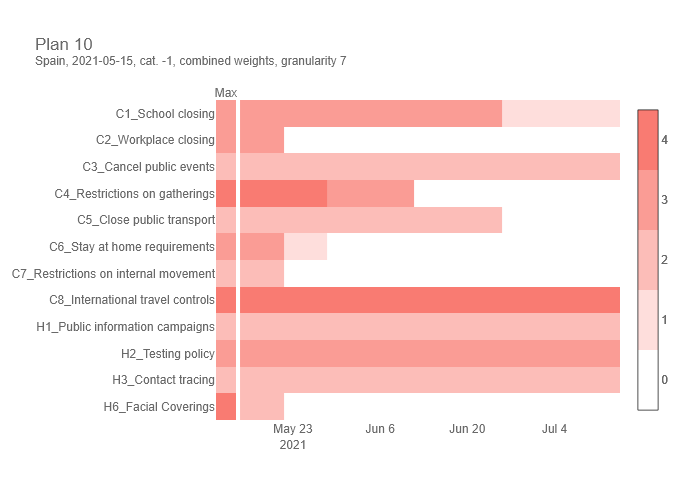 Plan 10
Spain, 2021-05-15, cat. -1, combined weights, granularity 7
Max
C1_School closing
C2_Workplace closing
C3_Cancel public events
C4_Restrictions on gatherings
C5_Close public transport
C6_Stay at home requirements
C7_Restrictions on internal movement
C8_International travel controls
H1_Public information campaigns
H2_Testing policy
H3_Contact tracing
H6_Facial Coverings
May 23 Jun 6 Jun 20 Jul 4
2021
4
3
2
1
0